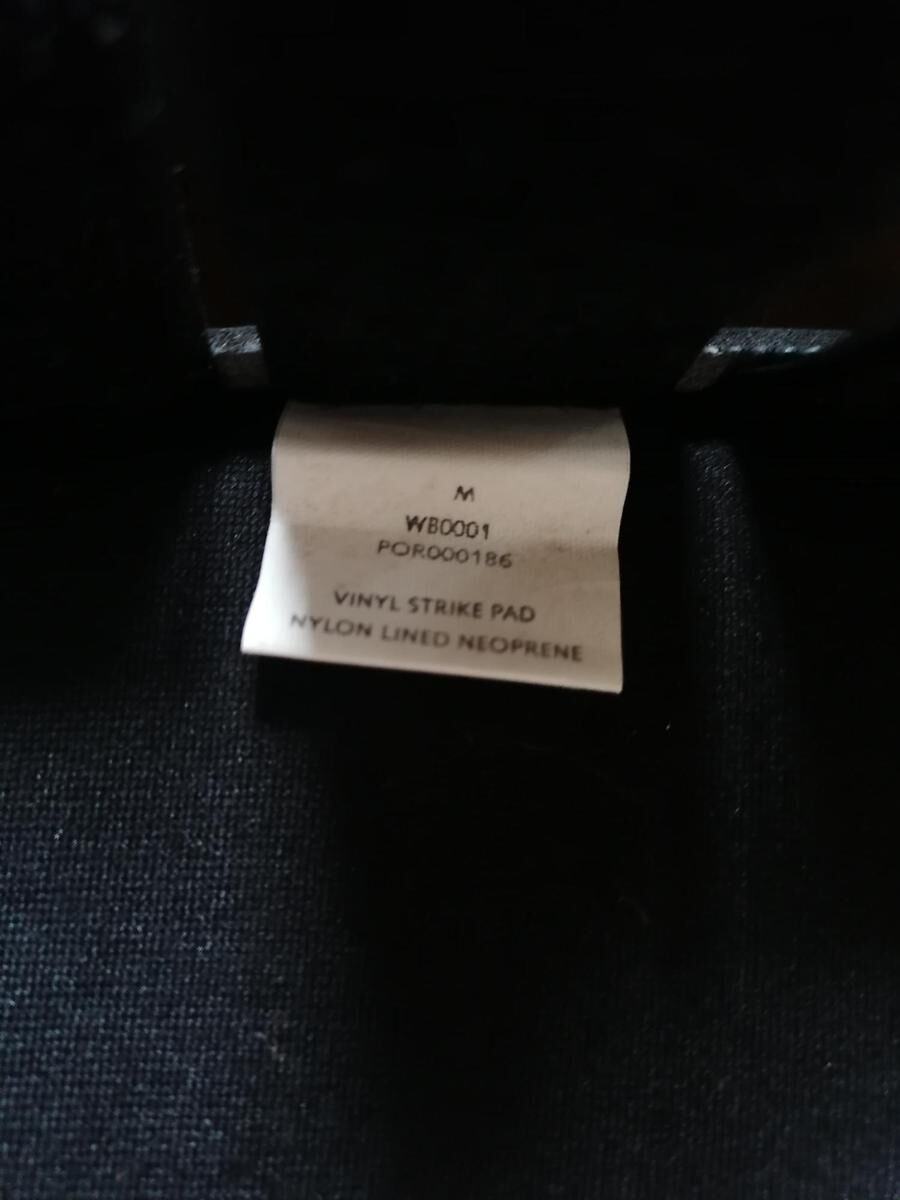 M
WB0001
POR000186
VINYL STRIKE PAD
NYLON LINED NEOPRENE